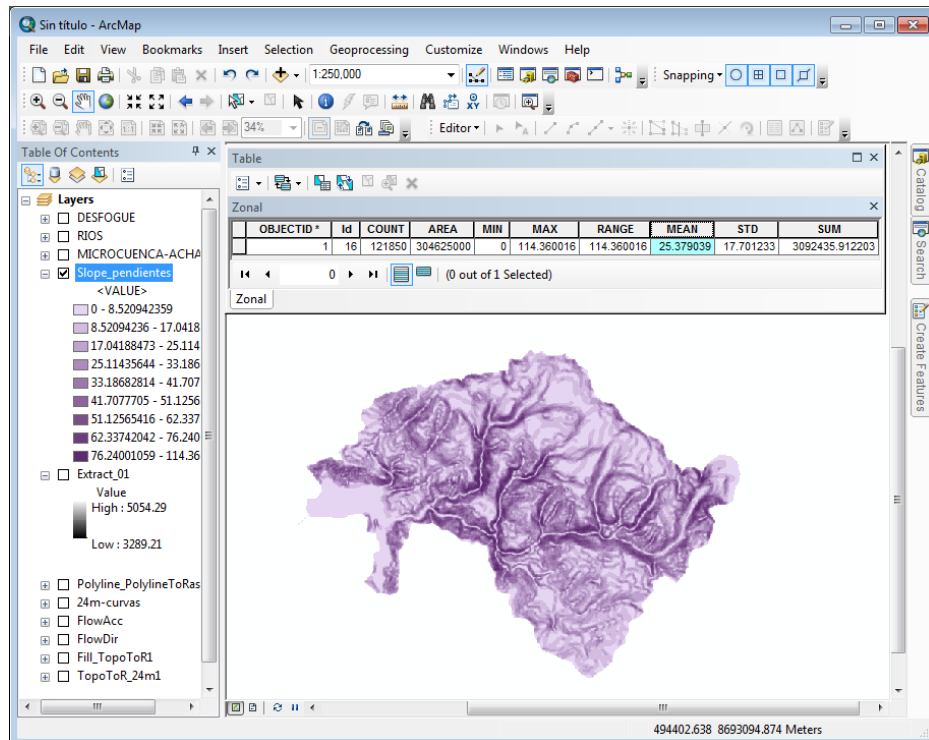 Sin título - ArcMap
File Edit View Bookmarks Insert Selection Geoprocessing Customize Windows Help
1:250,000 Snapping
34% Editor
Table Of Contents
Layers
DESFOGUE
RIOS
MICROCUENCA-ACHA
Slope_pendientes
<VALUE>
0 - 8.520942359
8.52094236 - 17.0418
17.04188473 - 25.114
25.11435644 - 33.186
33.18682814 - 41.707
41.7077705 - 51.1256
51.12565416 - 62.337
62.33742042 - 76.240
76.24001059 - 114.36
Extract_01
Value
High : 5054.29
Low : 3289.21
Polyline_PolylineToRas
24m-curvas
FlowAcc
FlowDir
Fill_TopoToR1
TopoToR_24m1
Table
Zonal
OBJECTID * Id COUNT AREA MIN MAX RANGE MEAN STD SUM
1 16 121850 304625000 0 114.360016 114.360016 25.379039 17.701233 3092435.912203
0 (0 out of 1 Selected)
Zonal
Catalog
Search
Create Features
494402.638 8693094.874 Meters